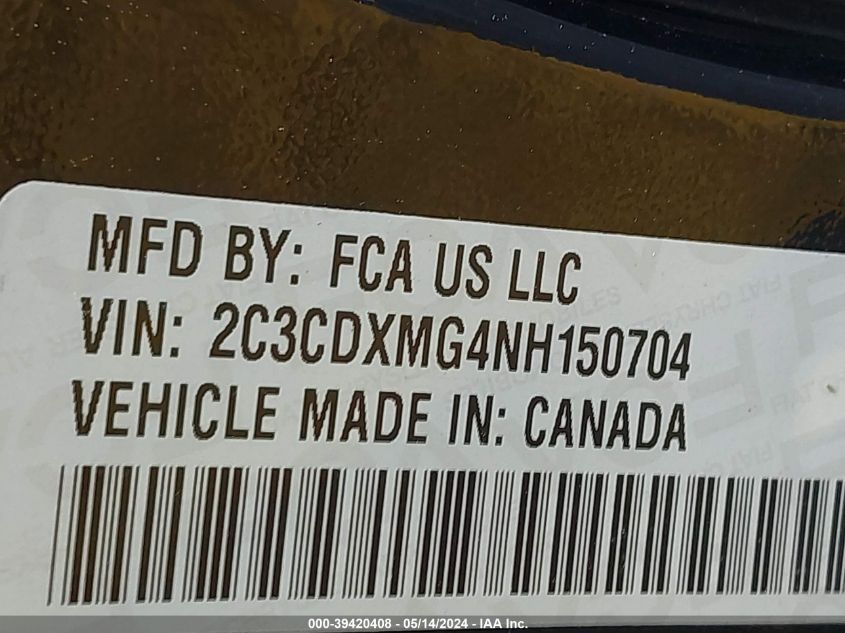 MFD BY: FCA US LLC
VIN: 2C3CDXMG4NH150704
VEHICLE MADE IN: CANADA
000-39420408 - 05/14/2024 - IAA Inc.